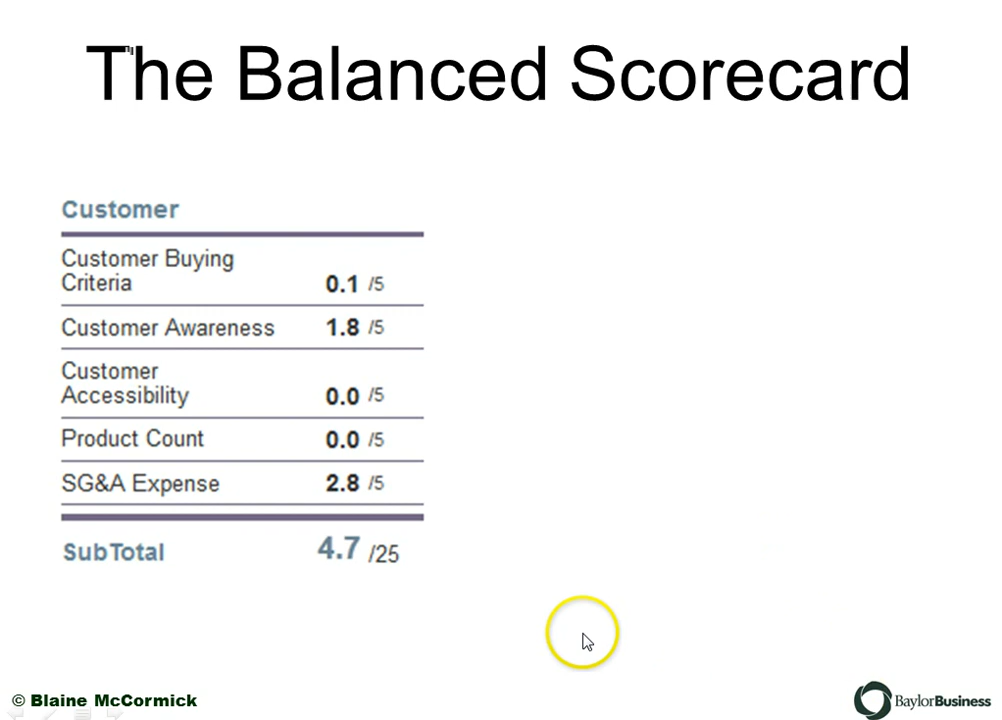 The Balanced Scorecard
Customer
Customer Buying
Criteria 0.1 /5
Customer Awareness 1.8 /5
Customer
Accessibility 0.0 /5
Product Count 0.0 /5
SG&A Expense 2.8 /5
SubTotal 4.7 /25
© Blaine McCormick
BaylorBusiness